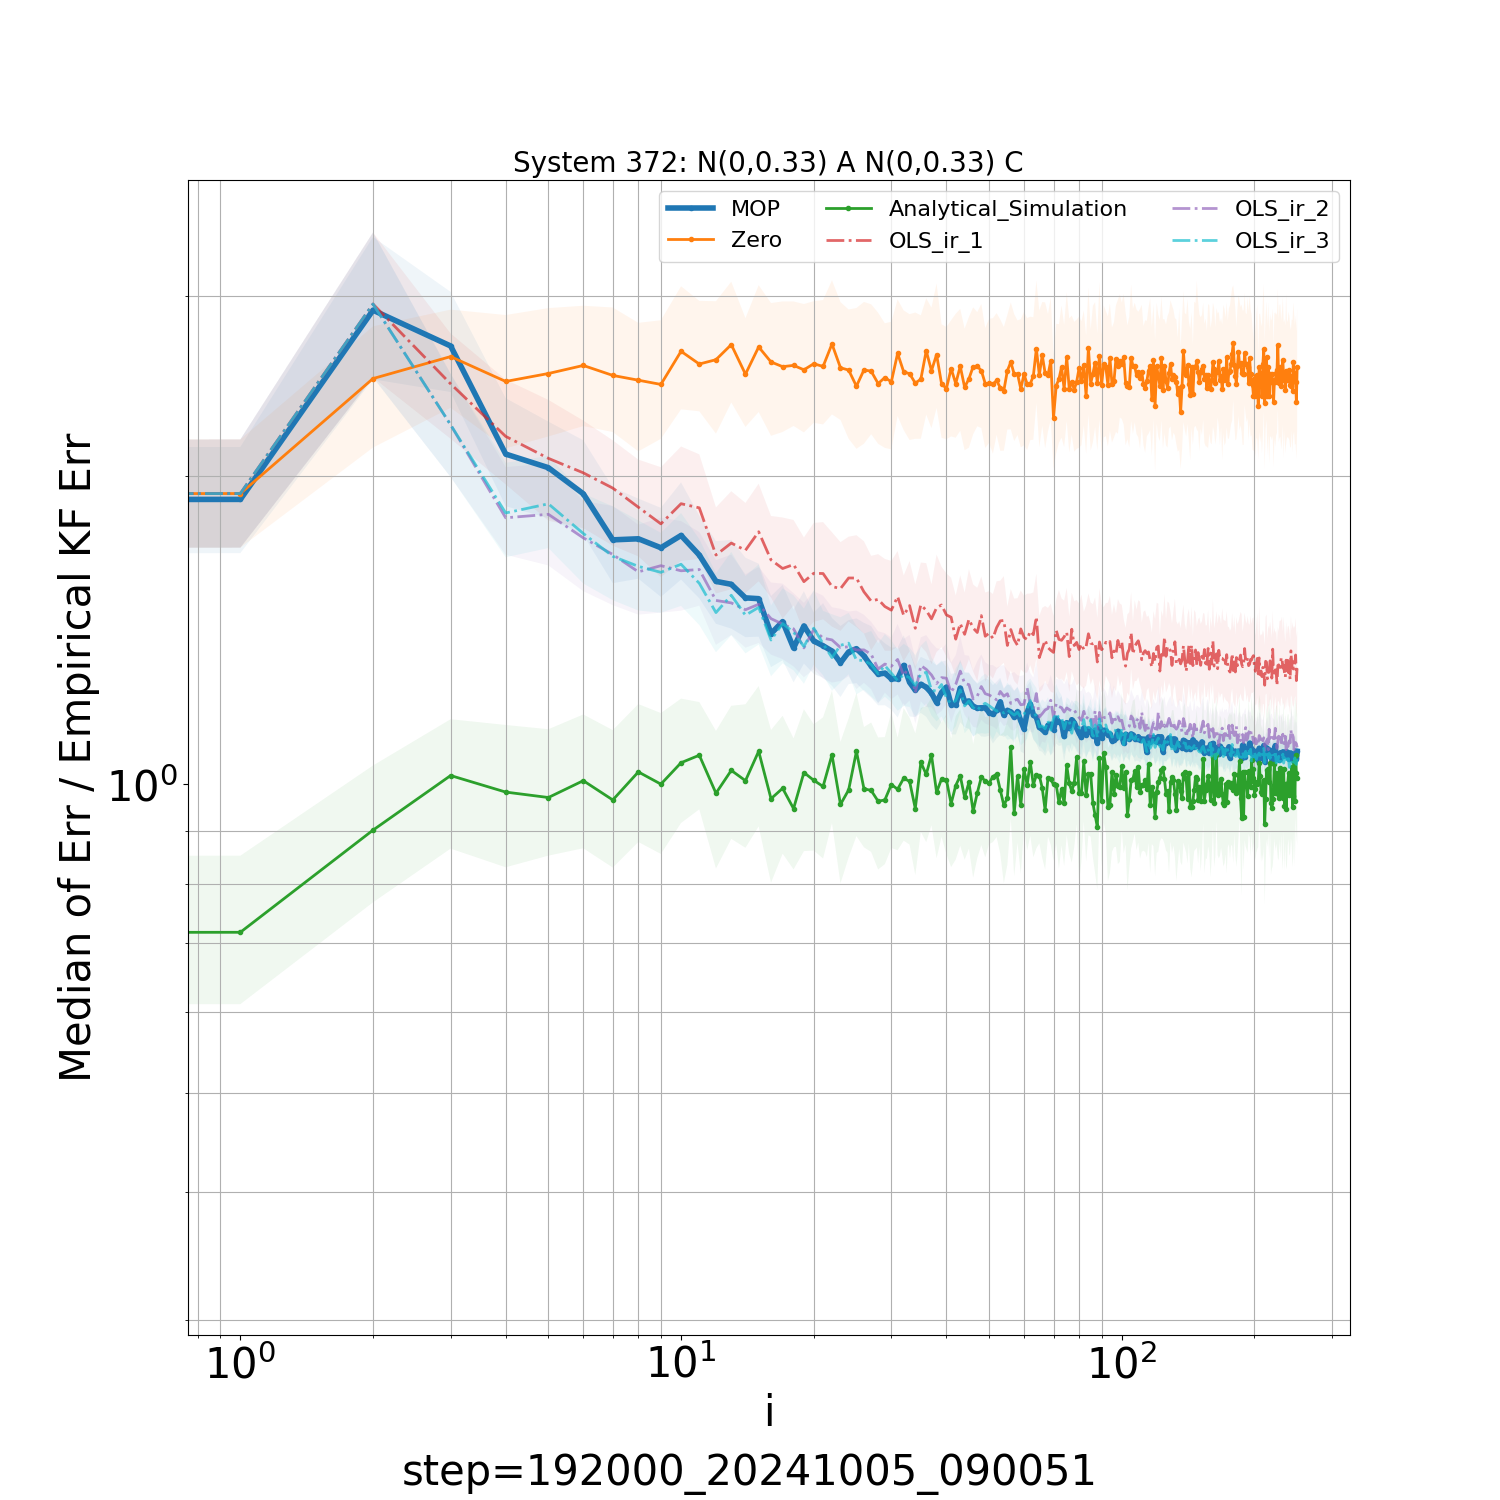 System 372: N(0,0.33) A N(0,0.33) C
MOP
Zero
Analytical_Simulation
OLS_ir_1
OLS_ir_2
OLS_ir_3
Median of Err / Empirical KF Err
10⁰
10⁰
10¹
10²
i
step=192000_20241005_090051